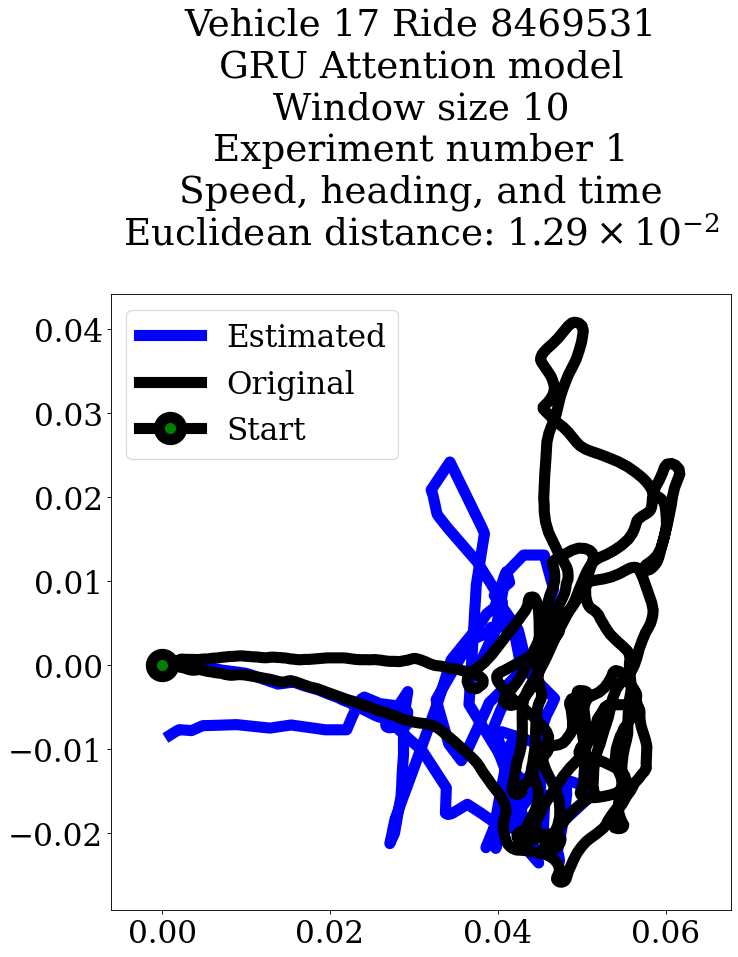 Vehicle 17 Ride 8469531
GRU Attention model
Window size 10
Experiment number 1
Speed, heading, and time
Euclidean distance: 1.29 × 10⁻²
Estimated
Original
Start
0.04
0.03
0.02
0.01
0.00
−0.01
−0.02
0.00 0.02 0.04 0.06